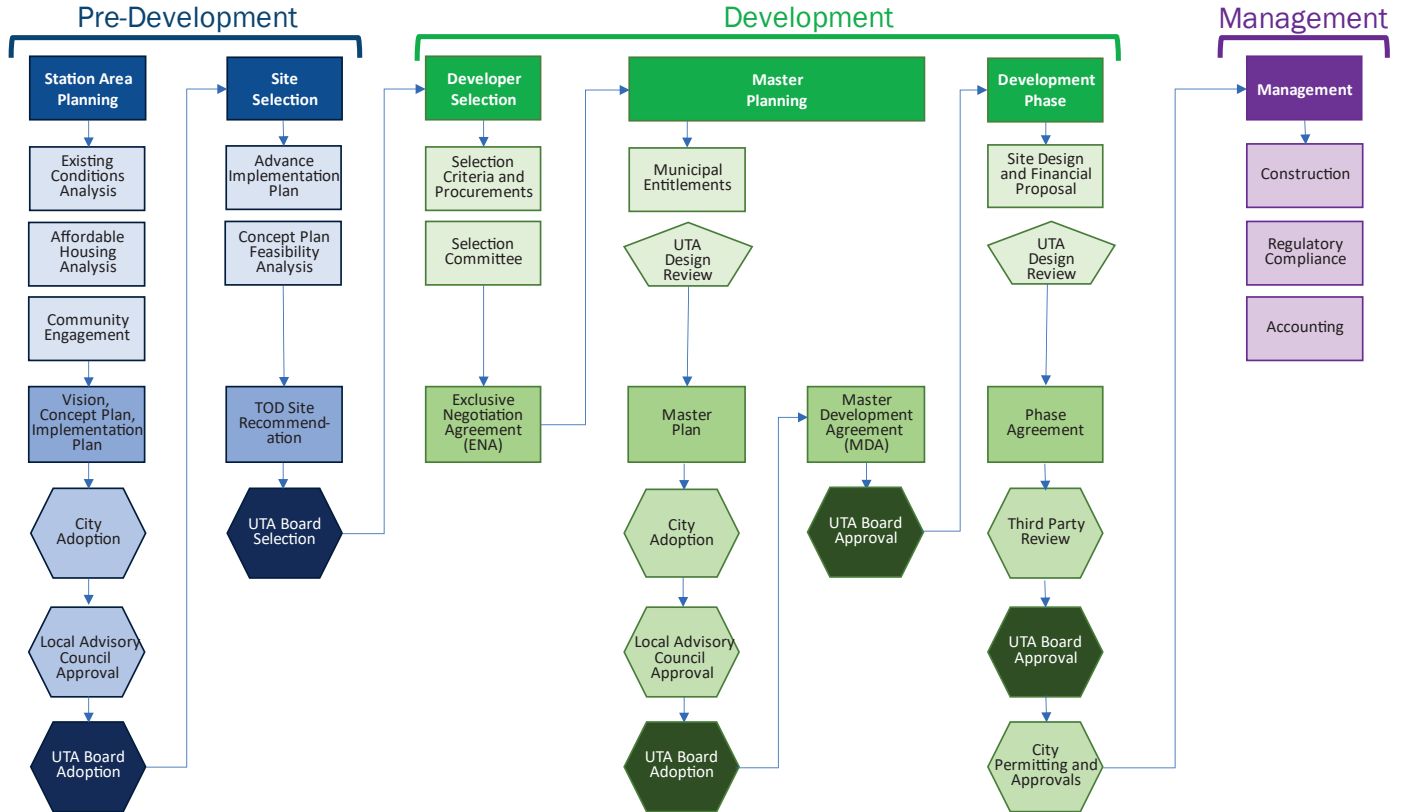 Pre-Development
Development
Management
Station Area
Planning
Existing
Conditions
Analysis
Affordable
Housing
Analysis
Community
Engagement
Vision,
Concept Plan,
Implementation
Plan
City
Adoption
Local Advisory
Council
Approval
UTA Board
Adoption
Site
Selection
Advance
Implementation
Plan
Concept Plan
Feasibility
Analysis
TOD Site
Recommend-
ation
UTA Board
Selection
Developer
Selection
Selection
Criteria and
Procurements
Selection
Committee
Exclusive
Negotiation
Agreement
(ENA)
Master
Planning
Municipal
Entitlements
UTA
Design
Review
Master
Plan
City
Adoption
Local Advisory
Council
Approval
UTA Board
Adoption
Master
Development
Agreement
(MDA)
UTA Board
Approval
Development
Phase
Site Design
and Financial
Proposal
UTA
Design
Review
Phase
Agreement
Third Party
Review
UTA Board
Approval
City
Permitting and
Approvals
Management
Construction
Regulatory
Compliance
Accounting